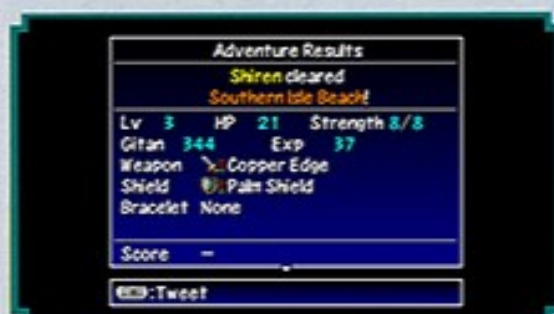 Adventure Results
Shiren cleared
Southern Isle Beach!
Lv 3 HP 21 Strength 8/8
Gitan 344 Exp 37
Weapon Copper Edge
Shield Palm Shield
Bracelet None
Score –
:Tweet